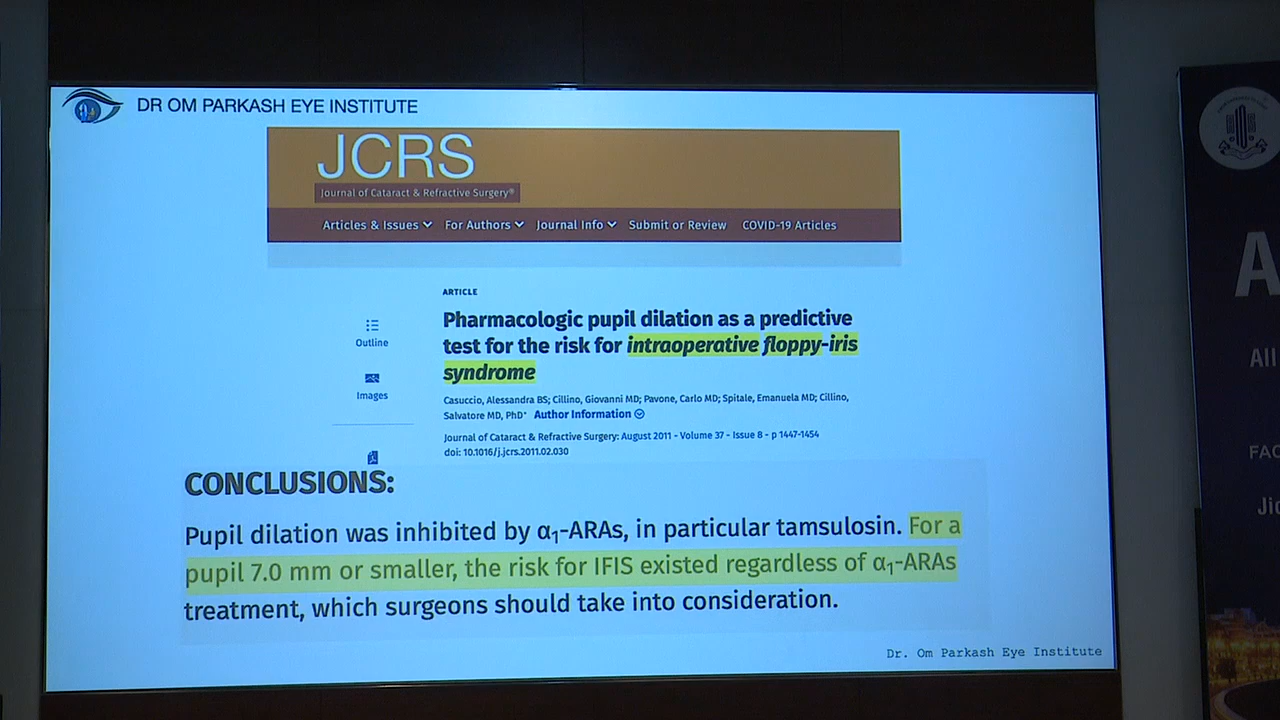 DR OM PARKASH EYE INSTITUTE
JCRS
Journal of Cataract & Refractive Surgery®
Articles & Issues For Authors Journal Info Submit or Review COVID-19 Articles
ARTICLE
Pharmacologic pupil dilation as a predictive
test for the risk for intraoperative floppy-iris
syndrome
Outline
Images
Casuccio, Alessandra BS; Cillino, Giovanni MD; Pavone, Carlo MD; Spitale, Emanuela MD; Cillino,
Salvatore MD, PhD* Author Information
Journal of Cataract & Refractive Surgery: August 2011 - Volume 37 - Issue 8 - p 1447-1454
doi: 10.1016/j.jcrs.2011.02.030
CONCLUSIONS:
Pupil dilation was inhibited by α1-ARAs, in particular tamsulosin. For a
pupil 7.0 mm or smaller, the risk for IFIS existed regardless of α1-ARAs
treatment, which surgeons should take into consideration.
Dr. Om Parkash Eye Institute
A
All